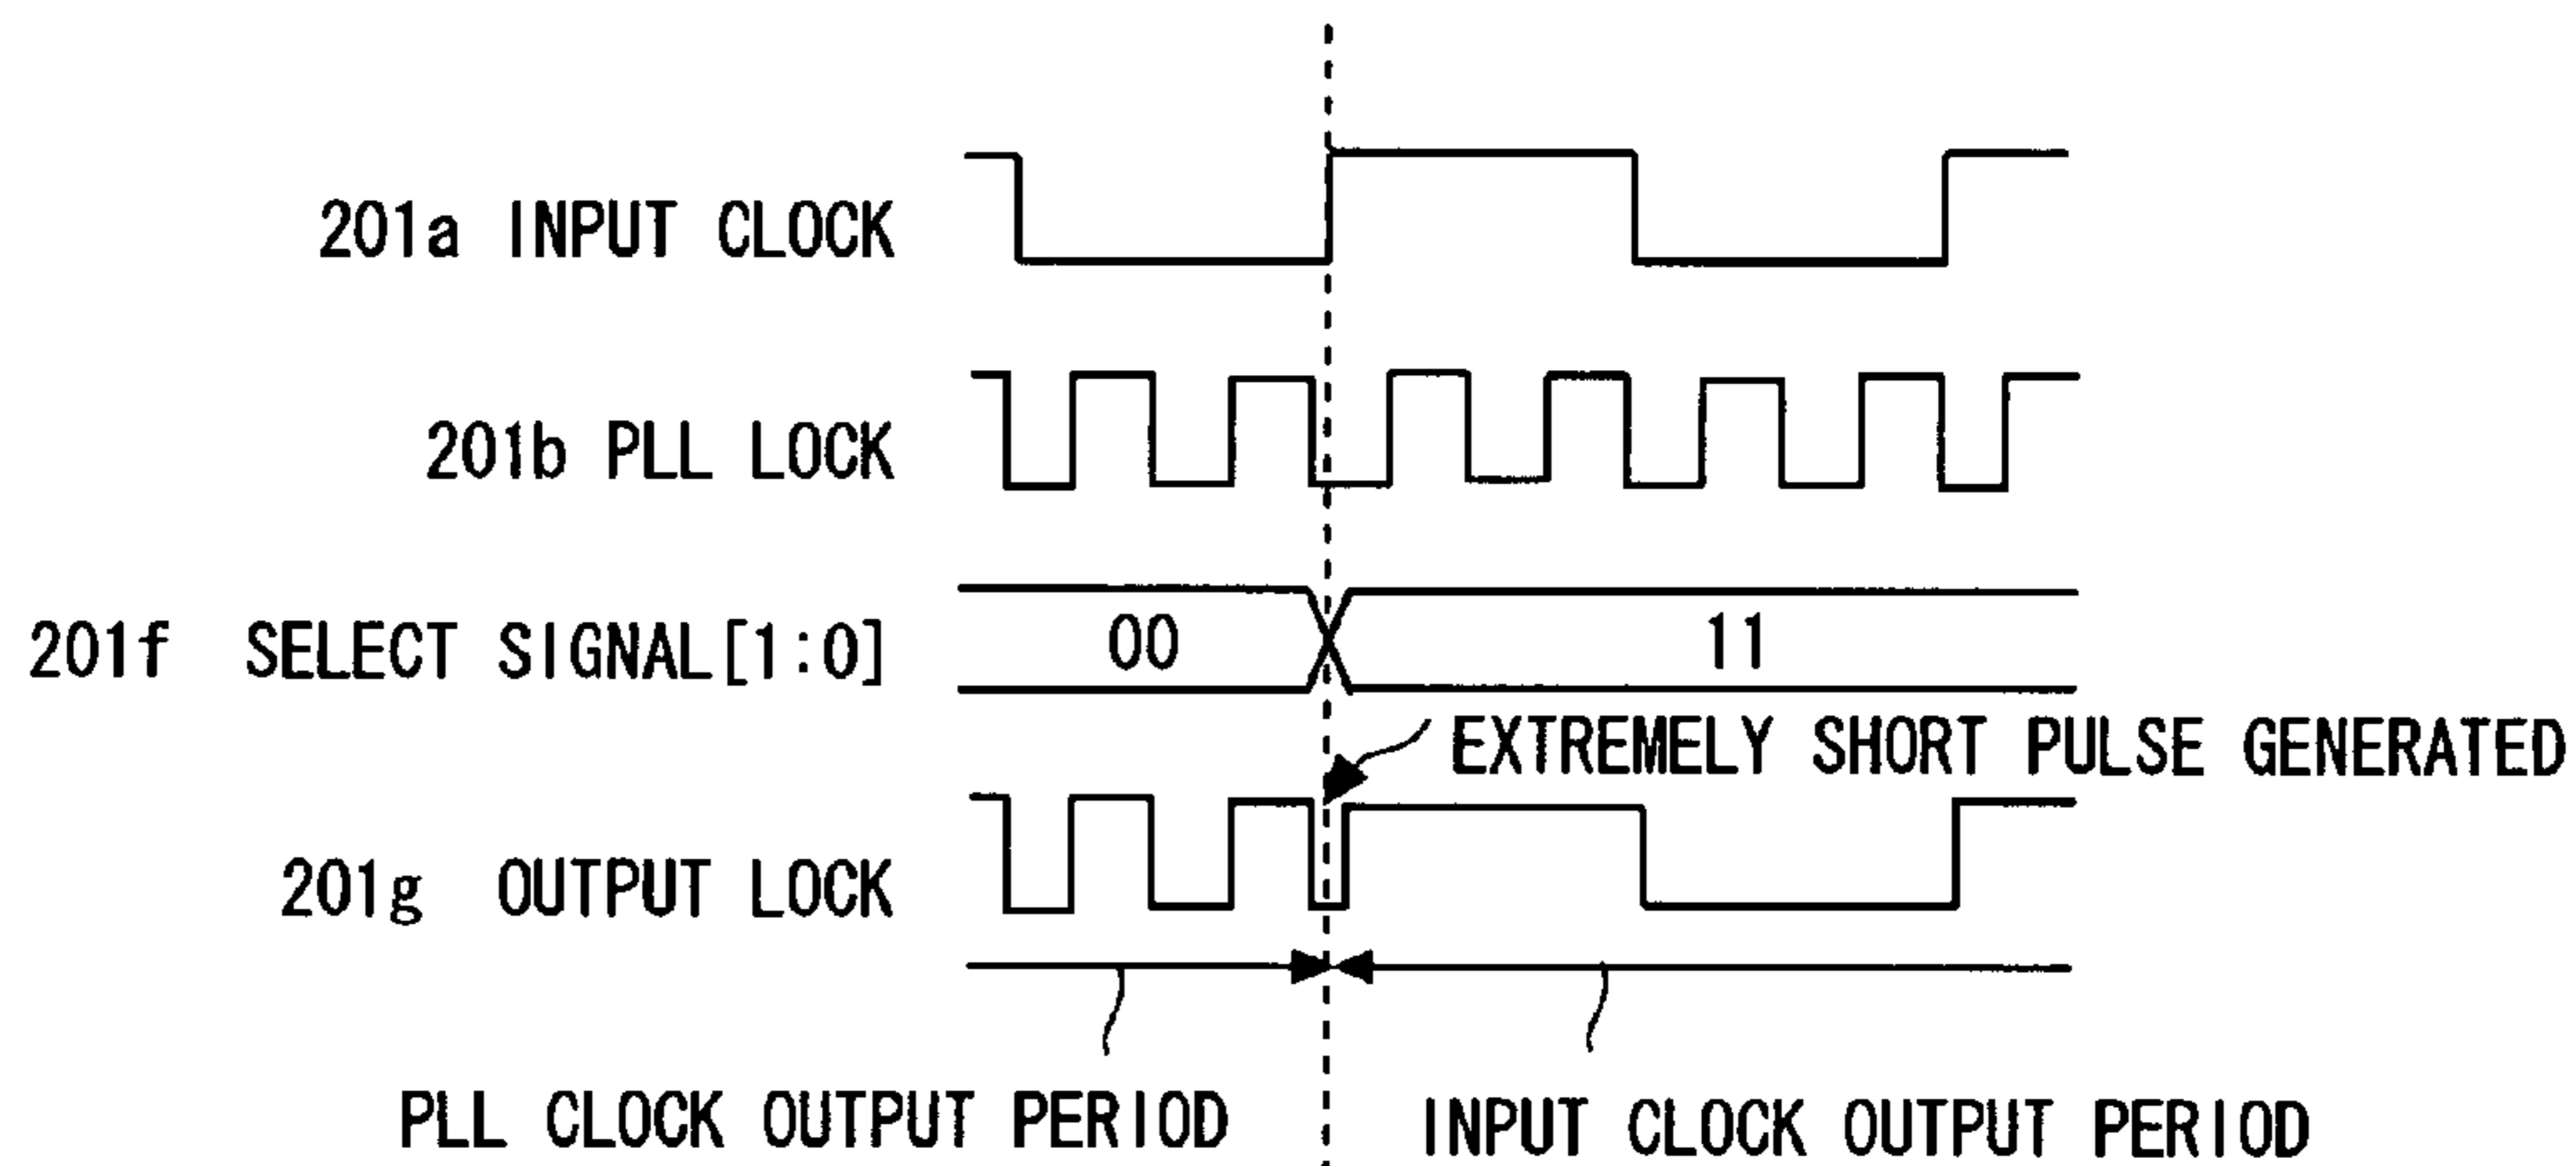 201a INPUT CLOCK
201b PLL LOCK
201f SELECT SIGNAL[1:0]
00
11
EXTREMELY SHORT PULSE GENERATED
201g OUTPUT LOCK
PLL CLOCK OUTPUT PERIOD
INPUT CLOCK OUTPUT PERIOD